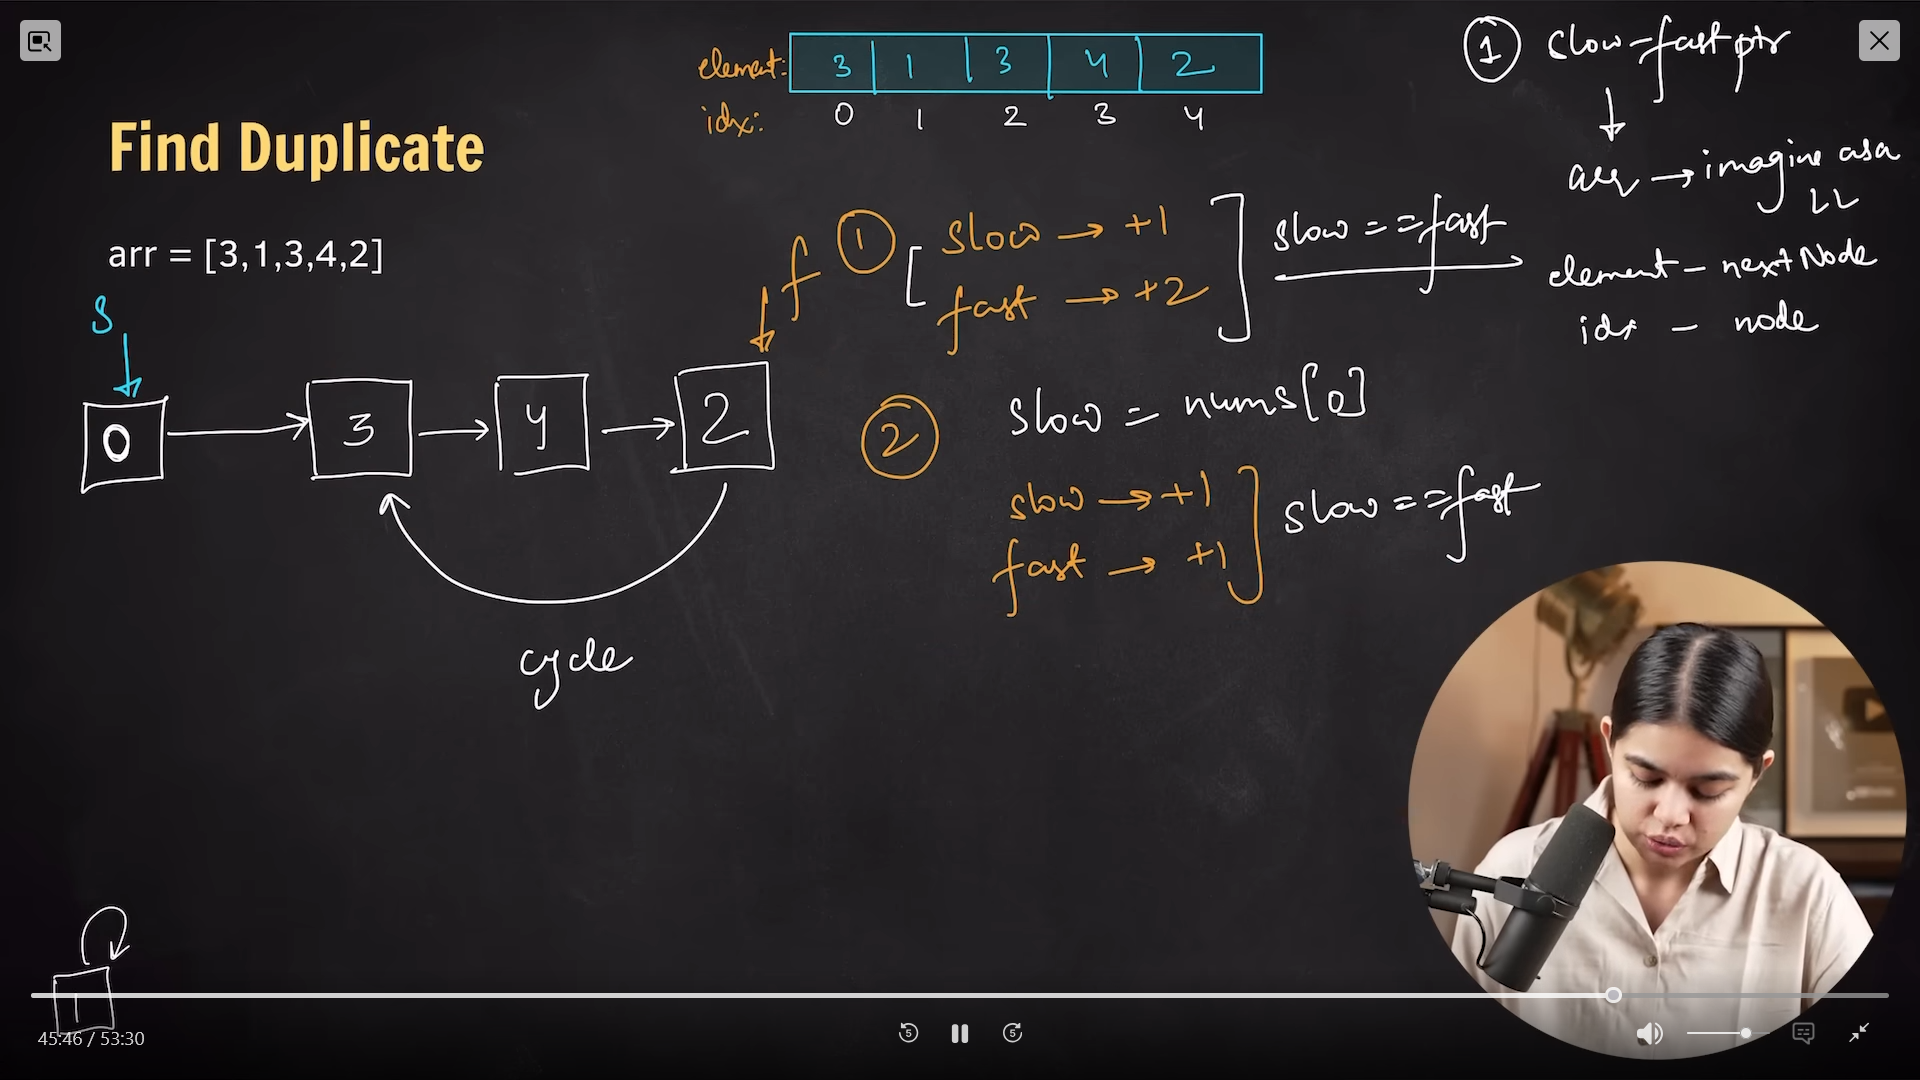 element: 3 1 3 4 2
idx: 0 1 2 3 4
① slow-fast ptr
↓
arr → imagine as a
LL
element - next Node
idx - node
Find Duplicate
arr = [3,1,3,4,2]
① [ slow → +1
fast → +2 ]
slow == fast
S
f
0 → 3 → 4 → 2
cycle
② slow = nums[0]
slow → +1
fast → +1 ]
slow == fast
1
45:46 / 53:30
5
5